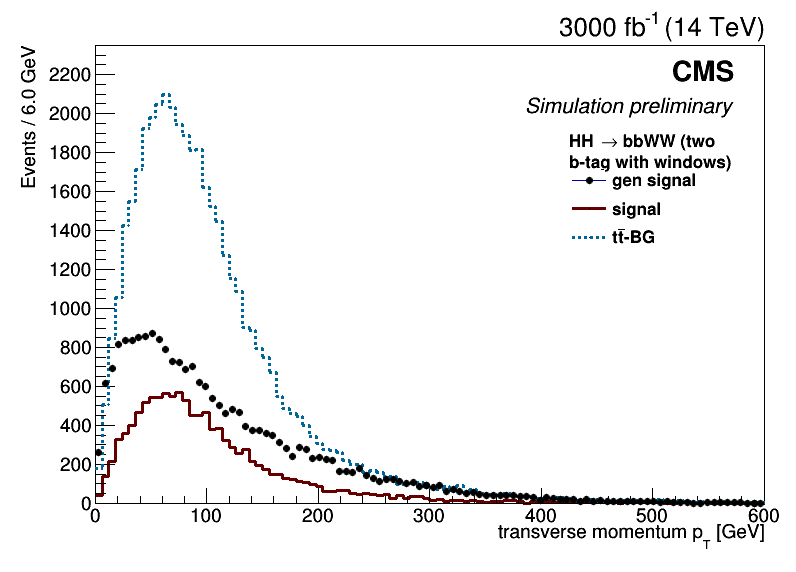 3000 fb⁻¹ (14 TeV)
Events / 6.0 GeV
CMS
Simulation preliminary
HH → bbWW (two
b-tag with windows)
gen signal
signal
tt̄-BG
2200
2000
1800
1600
1400
1200
1000
800
600
400
200
0
0 100 200 300 400 500 600
transverse momentum p_T [GeV]